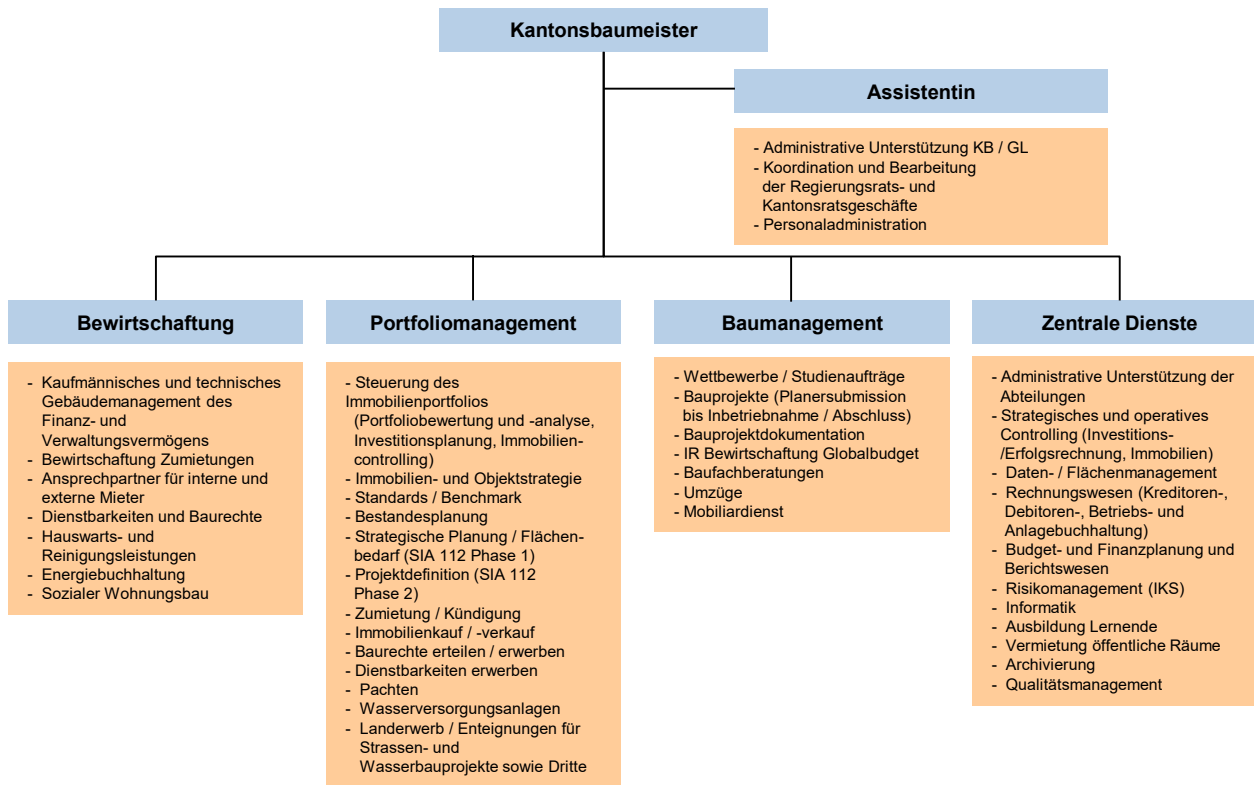 Kantonsbaumeister
Assistentin
- Administrative Unterstützung KB / GL
- Koordination und Bearbeitung
der Regierungsrats- und
Kantonsratsgeschäfte
- Personaladministration
Bewirtschaftung
- Kaufmännisches und technisches
Gebäudemanagement des
Finanz- und
Verwaltungsvermögens
- Bewirtschaftung Zumietungen
- Ansprechpartner für interne und
externe Mieter
- Dienstbarkeiten und Baurechte
- Hauswarts- und
Reinigungsleistungen
- Energiebuchhaltung
- Sozialer Wohnungsbau
Portfoliomanagement
- Steuerung des
Immobilienportfolios
(Portfoliobewertung und -analyse,
Investitionsplanung, Immobilien-
controlling)
- Immobilien- und Objektstrategie
- Standards / Benchmark
- Bestandesplanung
- Strategische Planung / Flächen-
bedarf (SIA 112 Phase 1)
- Projektdefinition (SIA 112
Phase 2)
- Zumietung / Kündigung
- Immobilienkauf / -verkauf
- Baurechte erteilen / erwerben
- Dienstbarkeiten erwerben
- Pachten
- Wasserversorgungsanlagen
- Landerwerb / Enteignungen für
Strassen- und
Wasserbauprojekte sowie Dritte
Baumanagement
- Wettbewerbe / Studienaufträge
- Bauprojekte (Planersubmission
bis Inbetriebnahme / Abschluss)
- Bauprojektdokumentation
- IR Bewirtschaftung Globalbudget
- Baufachberatungen
- Umzüge
- Mobiliardienst
Zentrale Dienste
- Administrative Unterstützung der
Abteilungen
- Strategisches und operatives
Controlling (Investitions-
/Erfolgsrechnung, Immobilien)
- Daten- / Flächenmanagement
- Rechnungswesen (Kreditoren-,
Debitoren-, Betriebs- und
Anlagebuchhaltung)
- Budget- und Finanzplanung und
Berichtswesen
- Risikomanagement (IKS)
- Informatik
- Ausbildung Lernende
- Vermietung öffentliche Räume
- Archivierung
- Qualitätsmanagement